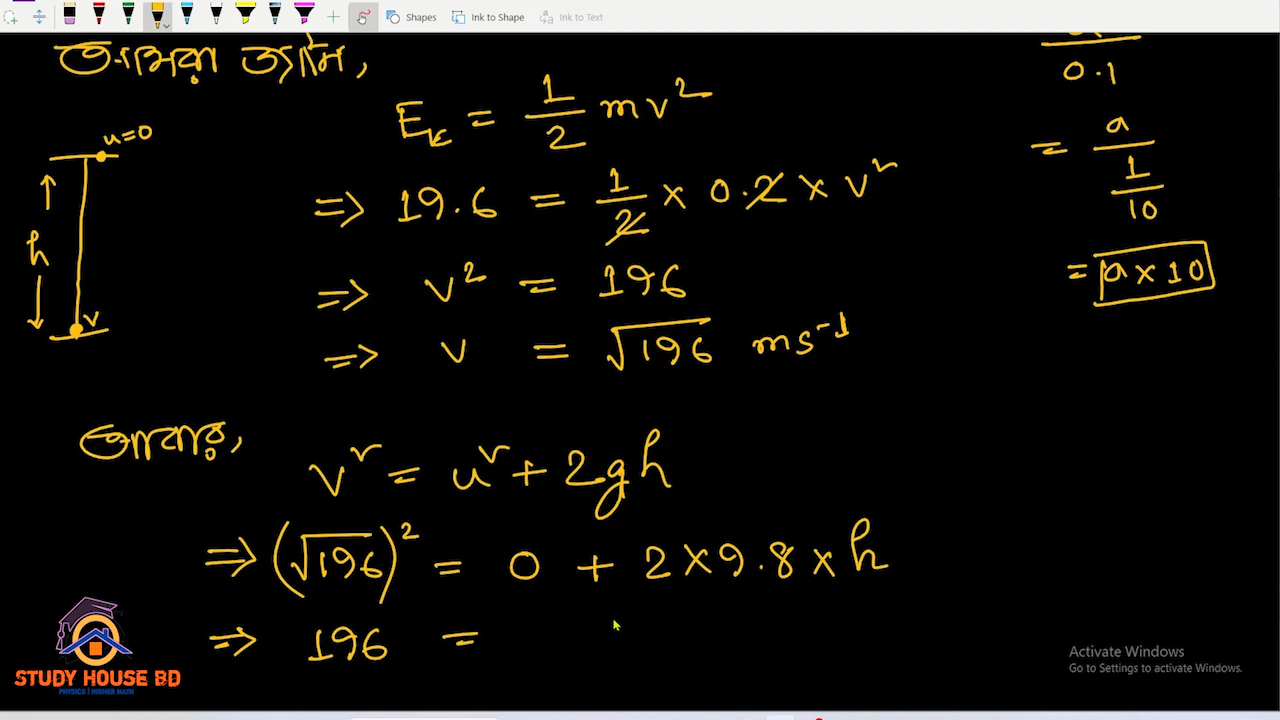 Shapes Ink to Shape Ink to Text
আমরা জানি,
E_k = 1/2 mv²
u=0
h
v
⇒ 19.6 = 1/2 × 0.2 × v²
⇒ v² = 196
⇒ v = √196 ms⁻¹
0.1
= a/(1/10)
= a×10
আবার,
v² = u² + 2gh
⇒ (√196)² = 0 + 2×9.8×h
⇒ 196 =
STUDY HOUSE BD
PHYSICS | HIGHER MATH
Activate Windows
Go to Settings to activate Windows.